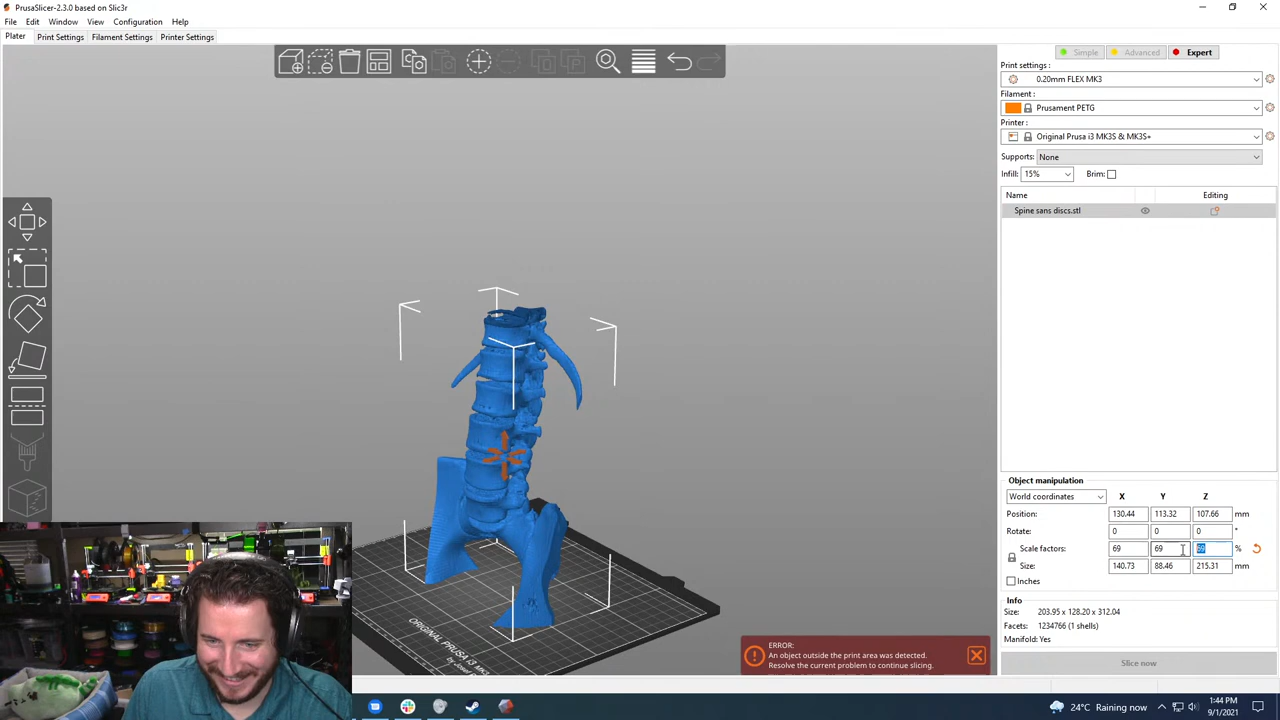 PrusaSlicer-2.3.0 based on Slic3r
File Edit Window View Configuration Help
Plater Print Settings Filament Settings Printer Settings
Simple Advanced Expert
Print settings :
0.20mm FLEX MK3
Filament :
Prusament PETG
Printer :
Original Prusa i3 MK3S & MK3S+
Supports: None
Infill: 15% Brim:
Name Editing
Spine sans discs.stl
Object manipulation
World coordinates X Y Z
Position: 130.44 113.32 107.66 mm
Rotate: 0 0 0 °
Scale factors: 69 69 69 %
Size: 140.73 88.46 215.31 mm
Inches
Info
Size: 203.95 x 128.20 x 312.04
Facets: 1234766 (1 shells)
Manifold: Yes
Slice now
ERROR:
An object outside the print area was detected.
Resolve the current problem to continue slicing.
ORIGINAL PRUSA i3 MK3
24°C Raining now
1:44 PM
9/1/2021